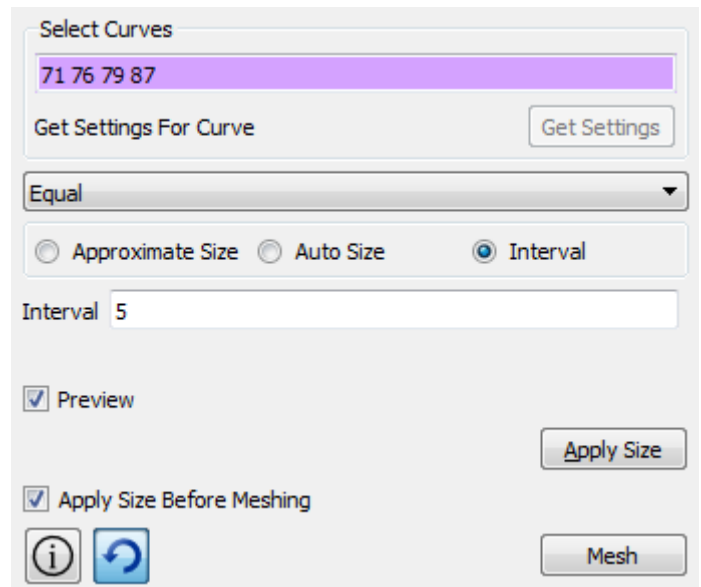 Select Curves
71 76 79 87
Get Settings For Curve Get Settings
Equal
Approximate Size Auto Size Interval
Interval 5
Preview
Apply Size
Apply Size Before Meshing
Mesh